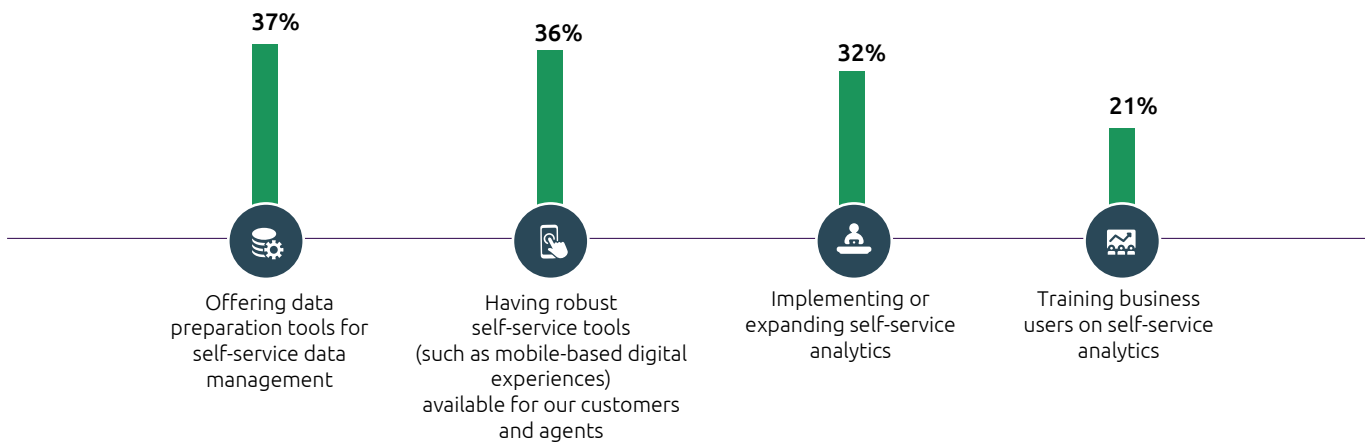 37%
36%
32%
21%
Offering data
preparation tools for
self-service data
management
Having robust
self-service tools
(such as mobile-based digital
experiences)
available for our customers
and agents
Implementing or
expanding self-service
analytics
Training business
users on self-service
analytics